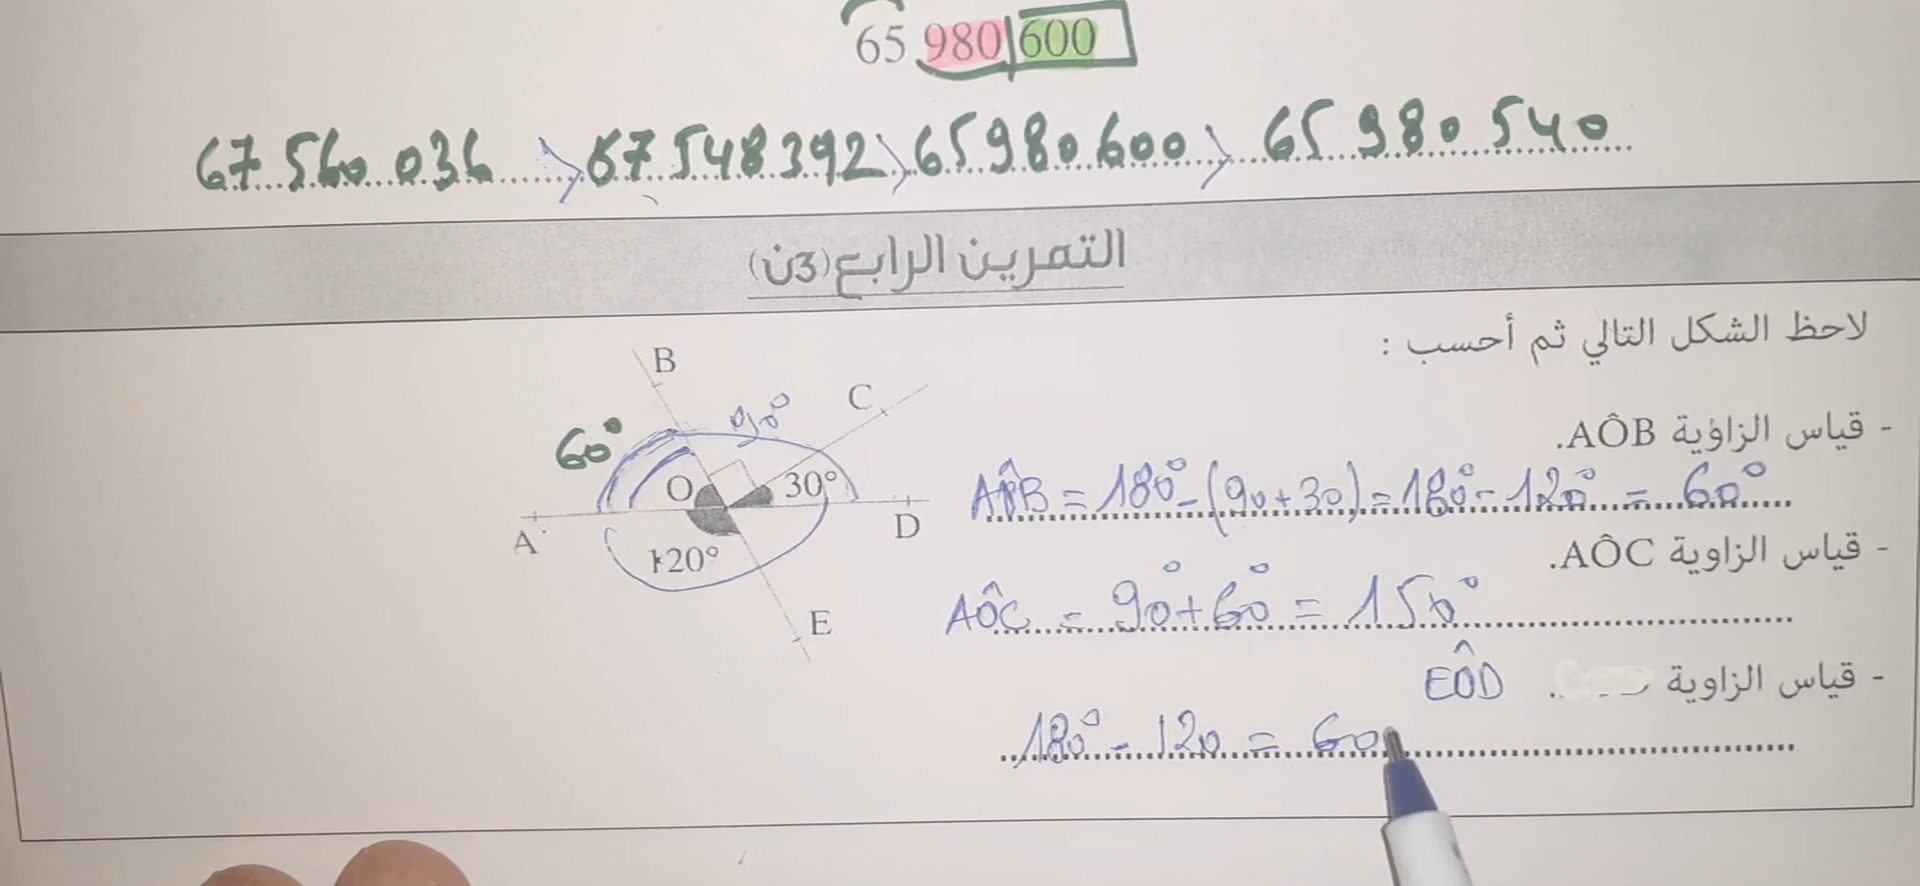 65 980 600
67 560 036 > 67 548 392 > 65 980 600 > 65 980 540
التمرين الرابع (3ن)
لاحظ الشكل التالي ثم أحسب :
B
C
90°
60°
O
30°
A
D
120°
E
- قياس الزاؤية AÔB.
AÔB = 180° - (90+30) = 180° - 120° = 60°
- قياس الزاوية AÔC.
AÔC = 90° + 60° = 150°
- قياس الزاوية . EÔD
180° - 120 = 60